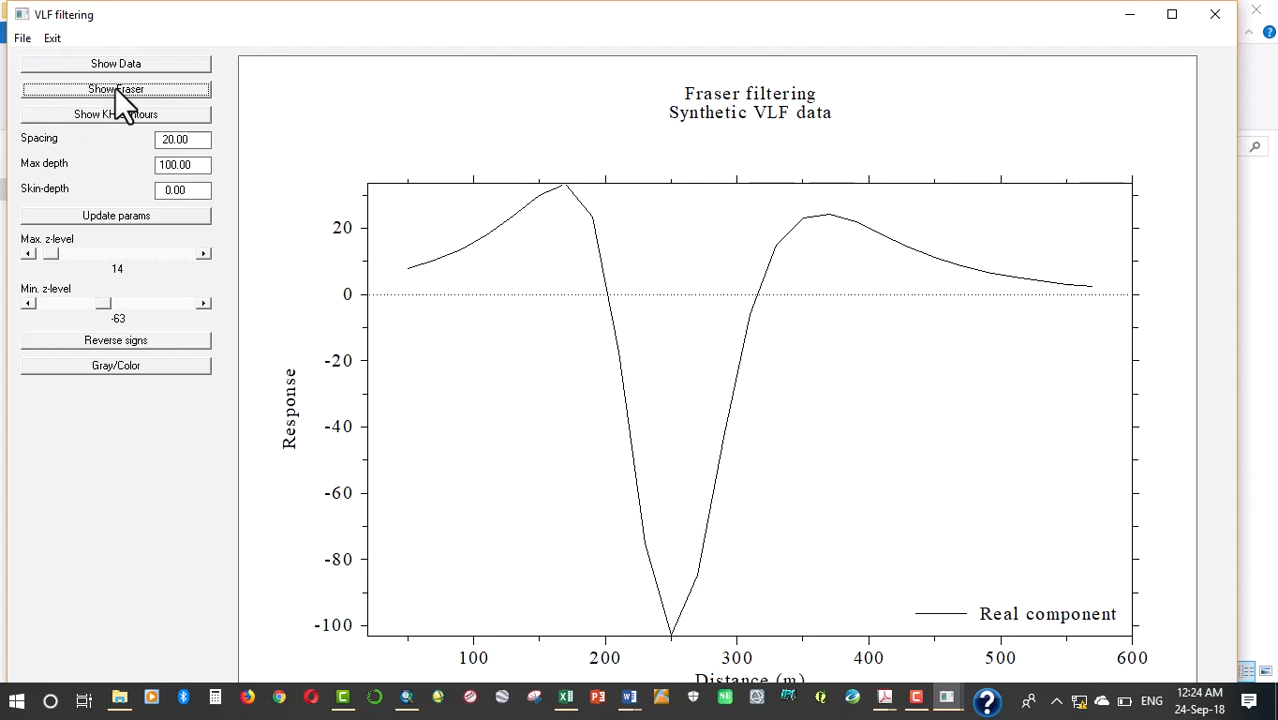 VLF filtering
File Exit
Show Data
Show Fraser
Spacing 20.00
Max depth 100.00
Skin-depth 0.00
Update params
Max. z-level
14
Min. z-level
-63
Reverse signs
Gray/Color
Fraser filtering
Synthetic VLF data
Response
20
0
-20
-40
-60
-80
-100
Real component
100 200 300 400 500 600
Distance (m)
ENG
12:24 AM
24-Sep-18